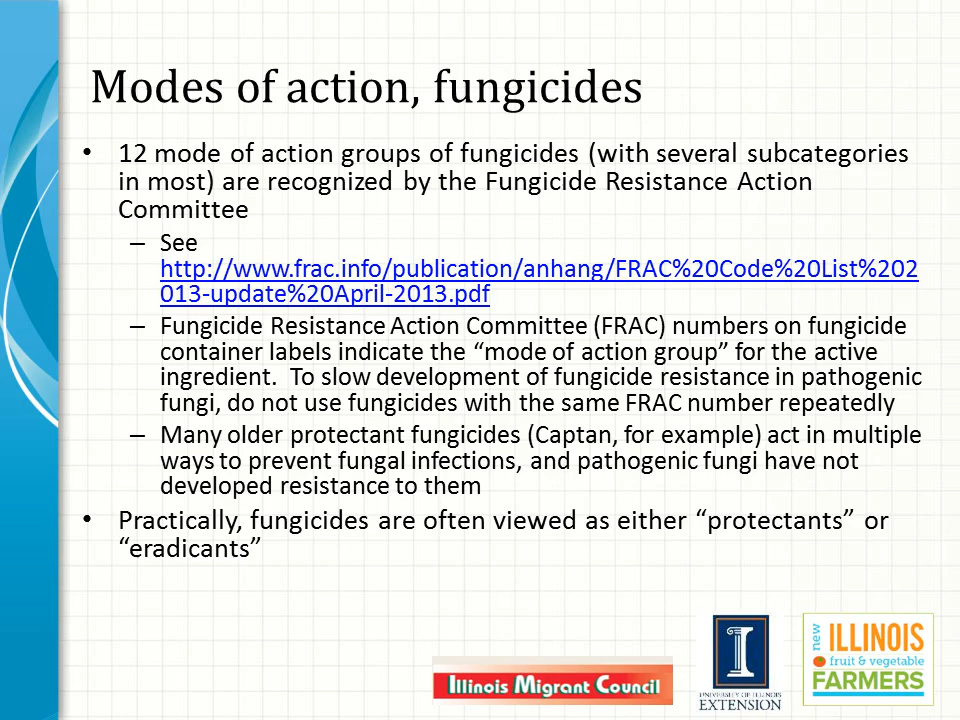 Modes of action, fungicides
• 12 mode of action groups of fungicides (with several subcategories
in most) are recognized by the Fungicide Resistance Action
Committee
– See
http://www.frac.info/publication/anhang/FRAC%20Code%20List%202
013-update%20April-2013.pdf
– Fungicide Resistance Action Committee (FRAC) numbers on fungicide
container labels indicate the “mode of action group” for the active
ingredient.  To slow development of fungicide resistance in pathogenic
fungi, do not use fungicides with the same FRAC number repeatedly
– Many older protectant fungicides (Captan, for example) act in multiple
ways to prevent fungal infections, and pathogenic fungi have not
developed resistance to them
• Practically, fungicides are often viewed as either “protectants” or
“eradicants”
Illinois Migrant Council
I
UNIVERSITY OF ILLINOIS
EXTENSION
new
ILLINOIS
fruit & vegetable
FARMERS